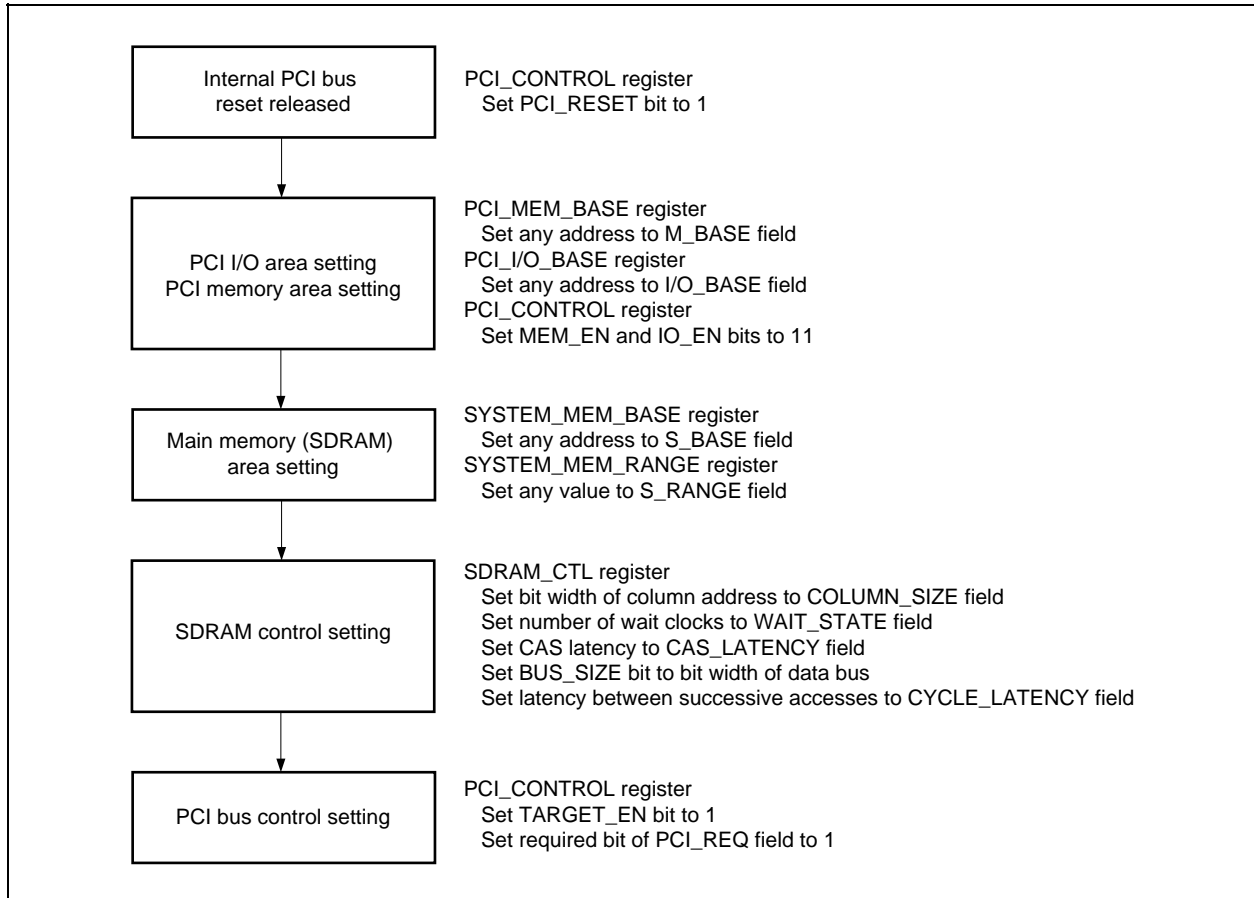 Internal PCI bus
reset released
PCI_CONTROL register
Set PCI_RESET bit to 1
PCI I/O area setting
PCI memory area setting
PCI_MEM_BASE register
Set any address to M_BASE field
PCI_I/O_BASE register
Set any address to I/O_BASE field
PCI_CONTROL register
Set MEM_EN and IO_EN bits to 11
Main memory (SDRAM)
area setting
SYSTEM_MEM_BASE register
Set any address to S_BASE field
SYSTEM_MEM_RANGE register
Set any value to S_RANGE field
SDRAM control setting
SDRAM_CTL register
Set bit width of column address to COLUMN_SIZE field
Set number of wait clocks to WAIT_STATE field
Set CAS latency to CAS_LATENCY field
Set BUS_SIZE bit to bit width of data bus
Set latency between successive accesses to CYCLE_LATENCY field
PCI bus control setting
PCI_CONTROL register
Set TARGET_EN bit to 1
Set required bit of PCI_REQ field to 1